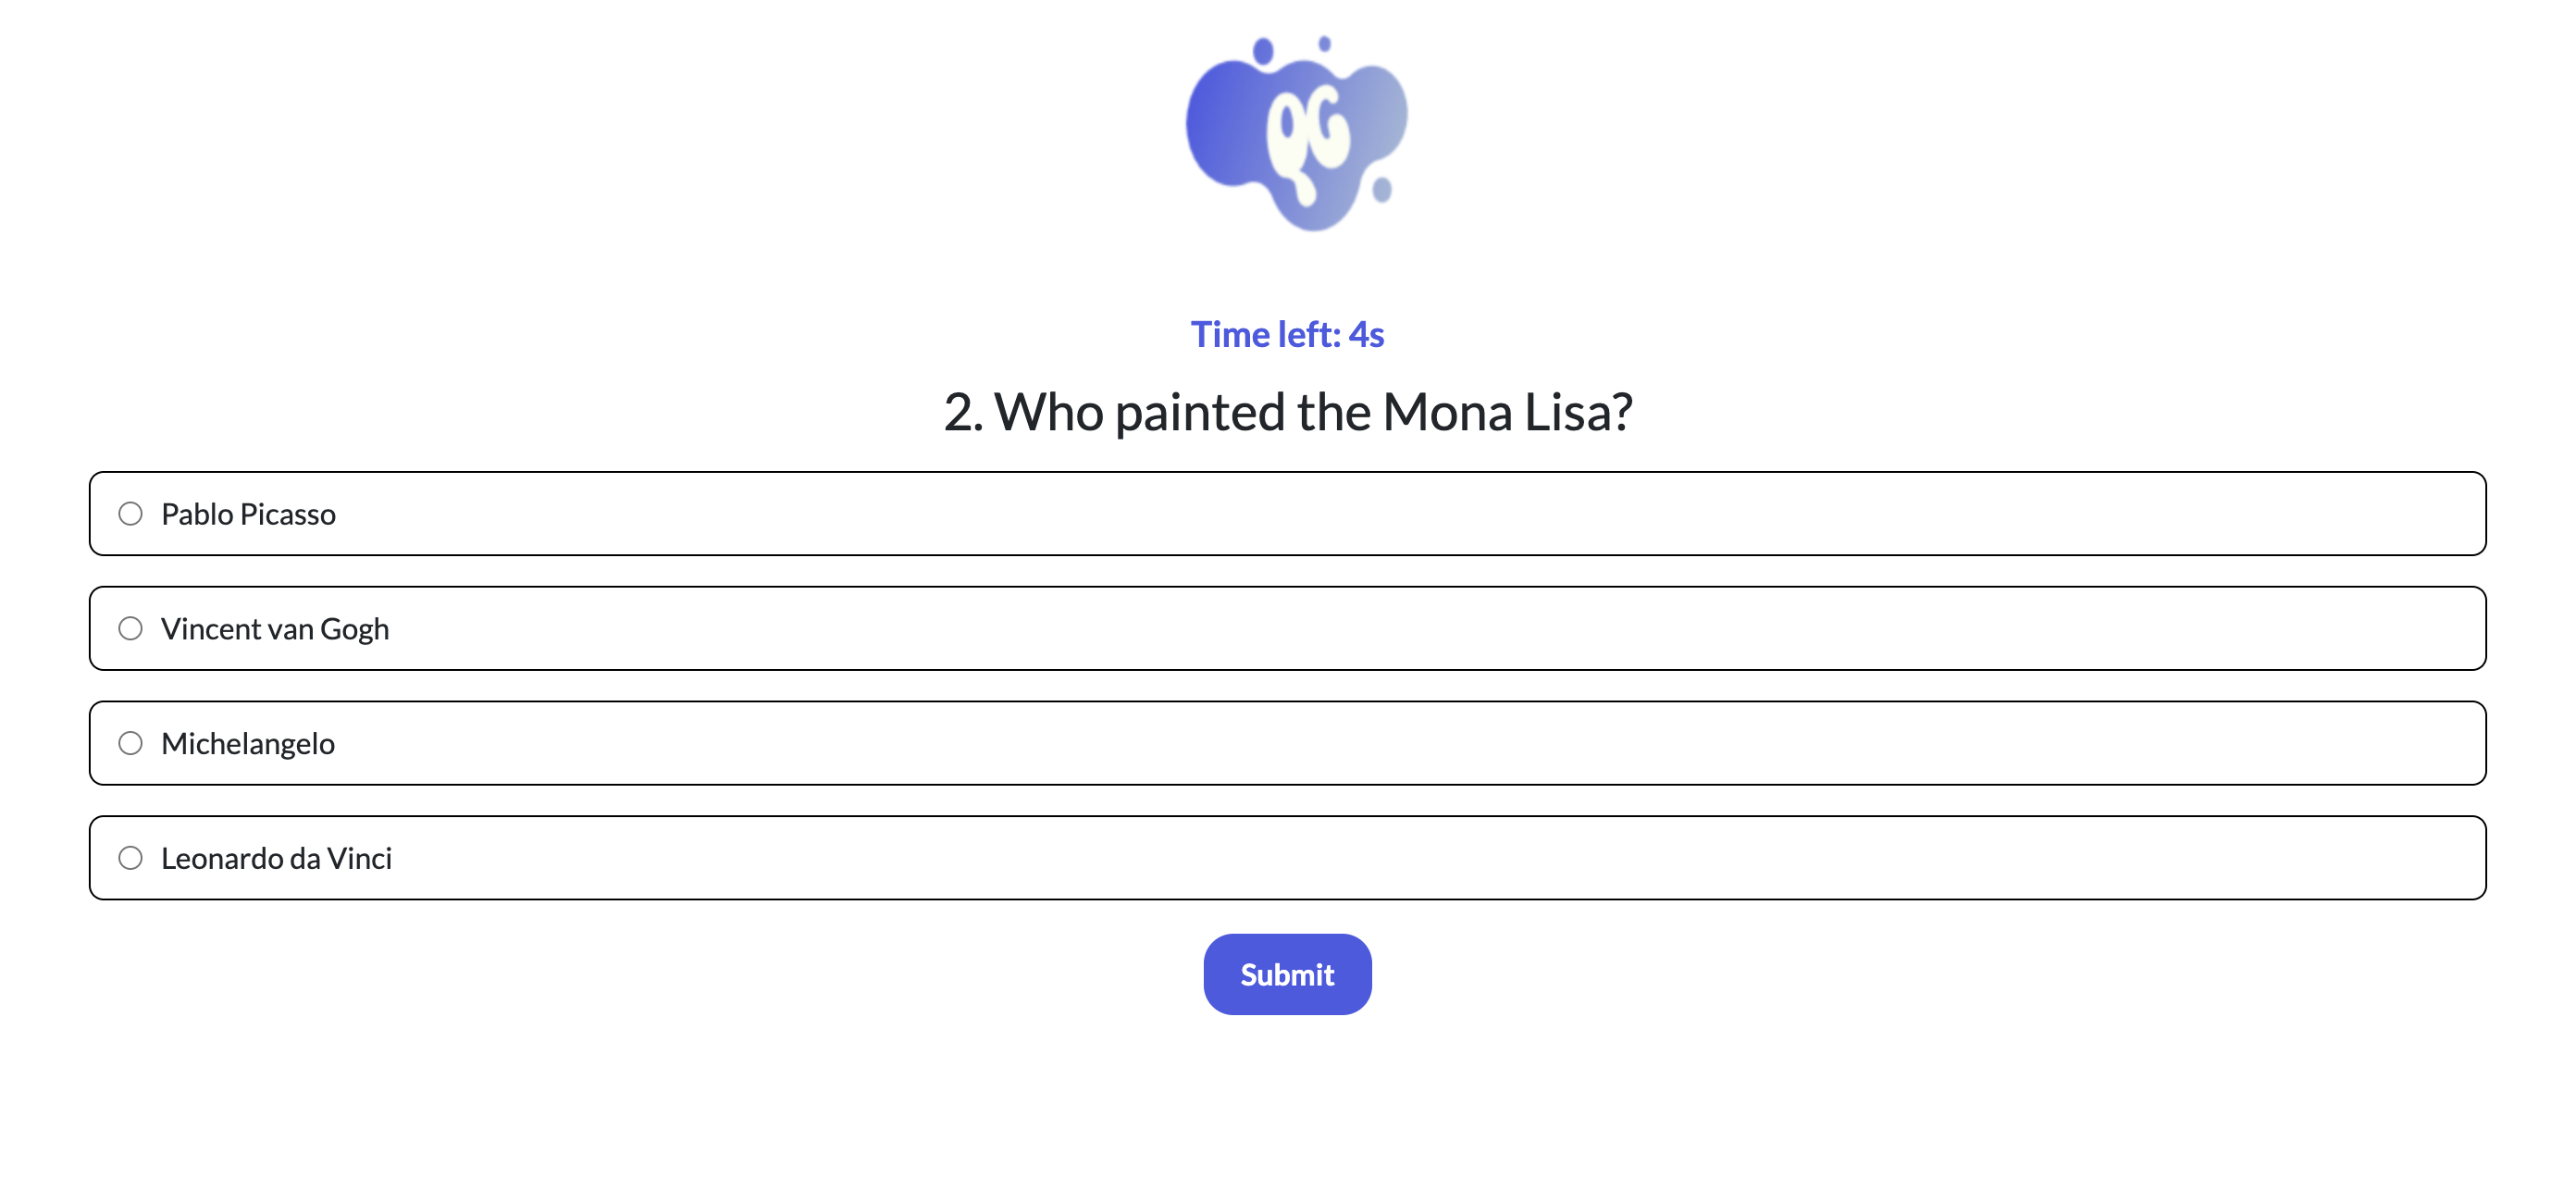 QG
Time left: 4s
2. Who painted the Mona Lisa?
Pablo Picasso
Vincent van Gogh
Michelangelo
Leonardo da Vinci
Submit